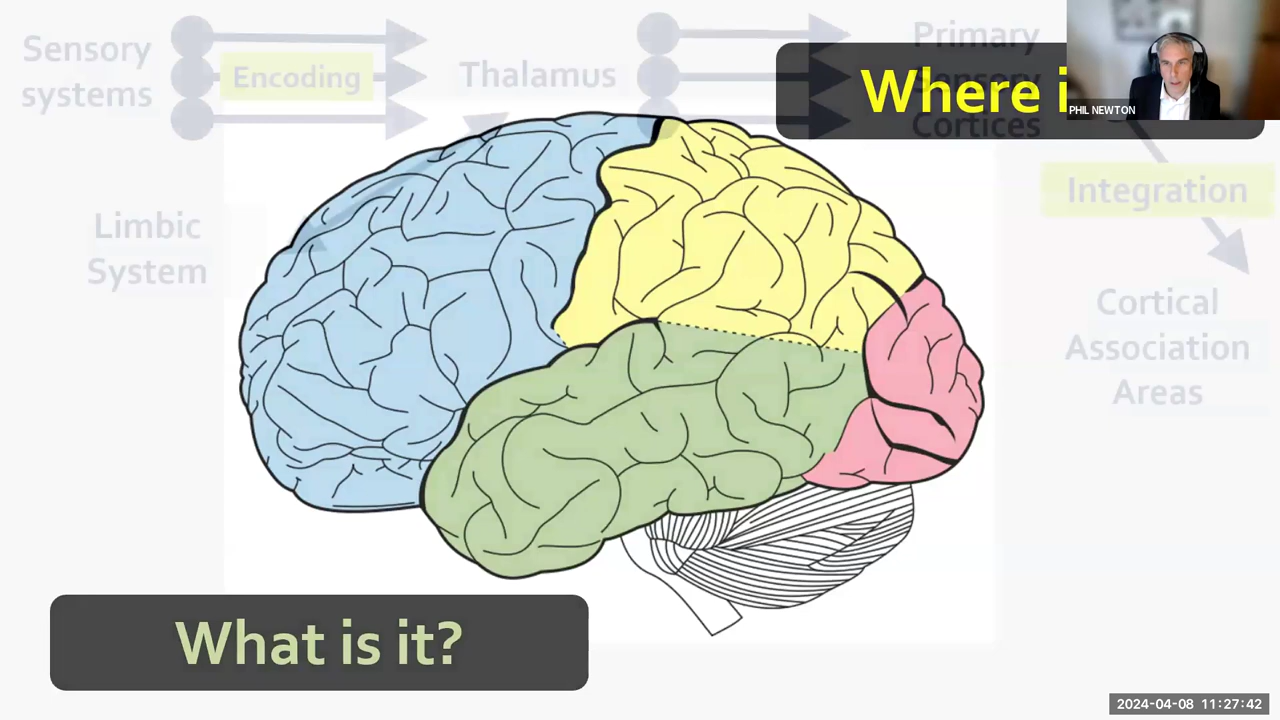 Sensory
systems
Encoding
Thalamus
Primary
Sensory
Cortices
Where i
PHIL NEWTON
Integration
Limbic
System
Cortical
Association
Areas
What is it?
2024-04-08 11:27:42